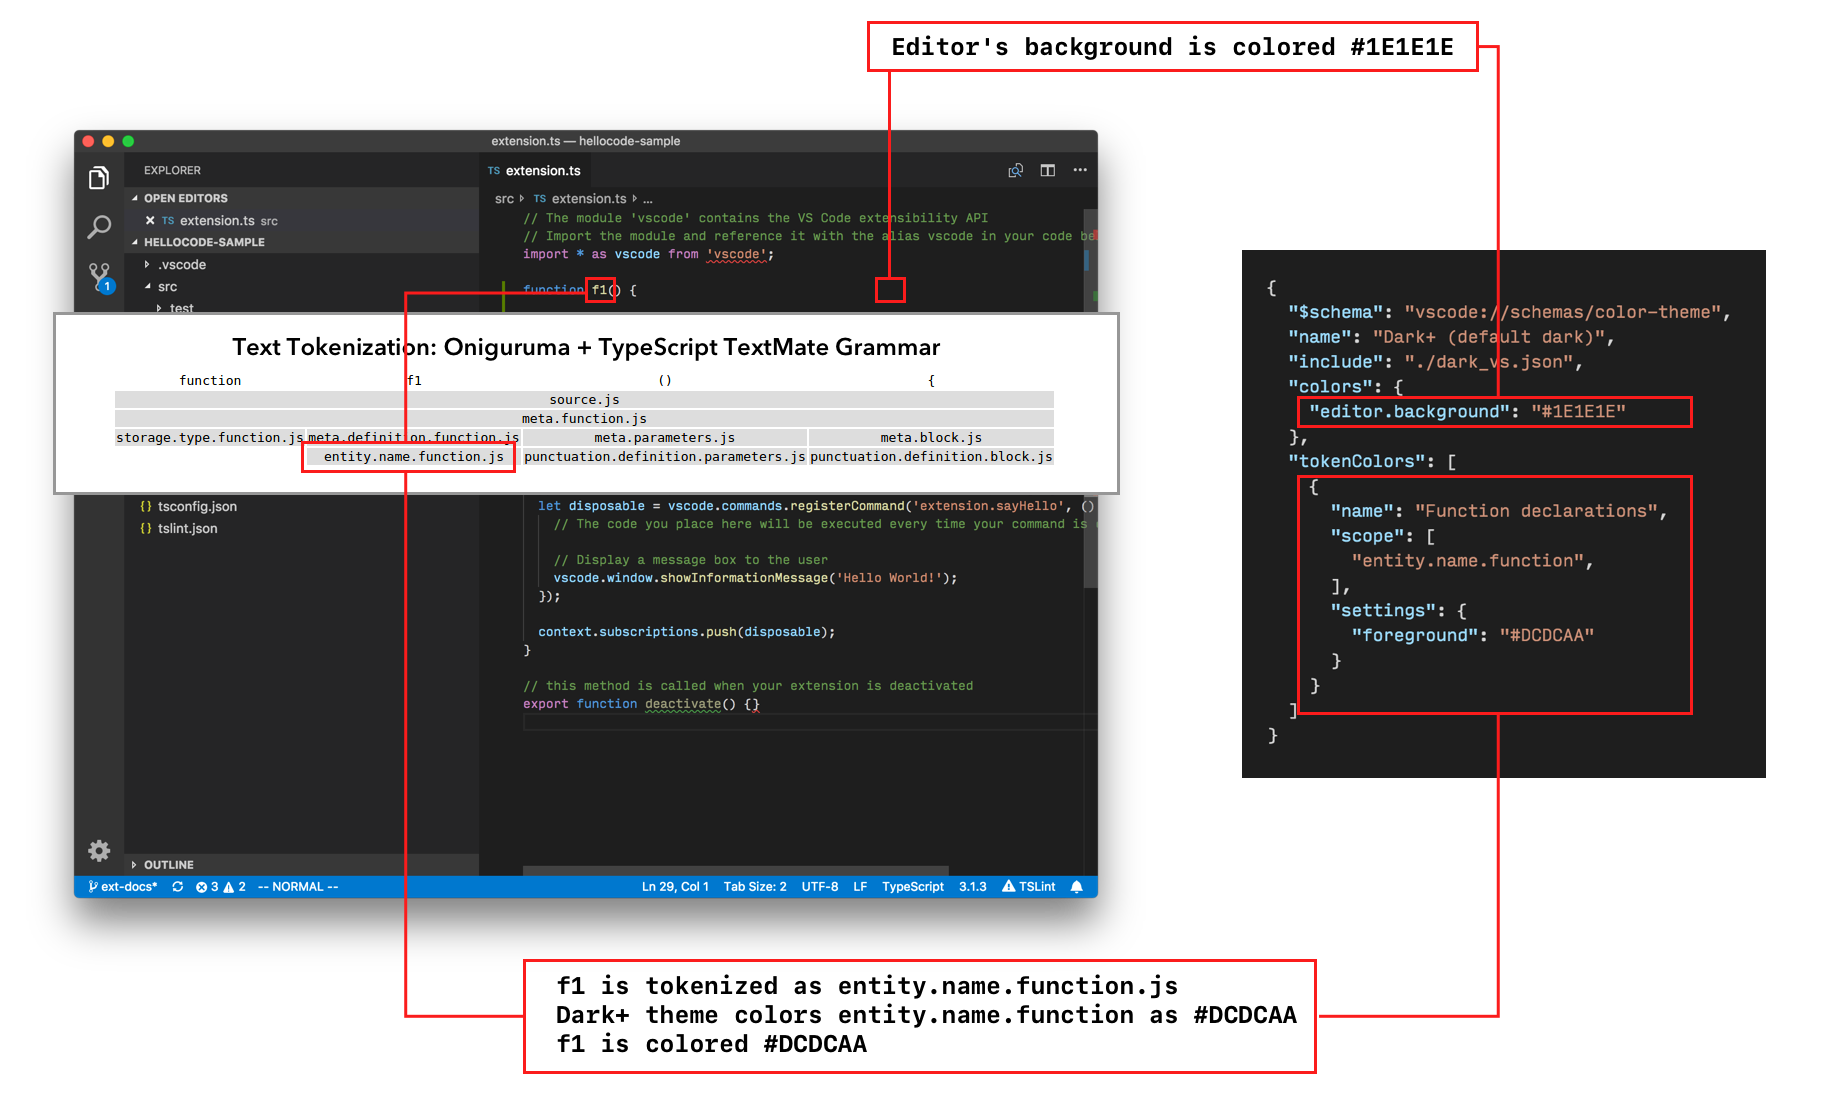 Editor's background is colored #1E1E1E
extension.ts — hellocode-sample
EXPLORER
OPEN EDITORS
TS extension.ts src
HELLOCODE-SAMPLE
.vscode
src
test
1
TS extension.ts
src TS extension.ts ...
// The module 'vscode' contains the VS Code extensibility API
// Import the module and reference it with the alias vscode in your code be
import * as vscode from 'vscode';
function f1() {
Text Tokenization: Oniguruma + TypeScript TextMate Grammar
function f1 () {
source.js
meta.function.js
storage.type.function.js meta.definition.function.js meta.parameters.js meta.block.js
entity.name.function.js punctuation.definition.parameters.js punctuation.definition.block.js
{} tsconfig.json
{} tslint.json
let disposable = vscode.commands.registerCommand('extension.sayHello', ()
// The code you place here will be executed every time your command is
// Display a message box to the user
vscode.window.showInformationMessage('Hello World!');
});
context.subscriptions.push(disposable);
}
// this method is called when your extension is deactivated
export function deactivate() {}
OUTLINE
ext-docs* 3 2 -- NORMAL -- Ln 29, Col 1 Tab Size: 2 UTF-8 LF TypeScript 3.1.3 TSLint
{
"$schema": "vscode://schemas/color-theme",
"name": "Dark+ (default dark)",
"include": "./dark_vs.json",
"colors": {
"editor.background": "#1E1E1E"
},
"tokenColors": [
{
"name": "Function declarations",
"scope": [
"entity.name.function",
],
"settings": {
"foreground": "#DCDCAA"
}
}
]
}
f1 is tokenized as entity.name.function.js
Dark+ theme colors entity.name.function as #DCDCAA
f1 is colored #DCDCAA